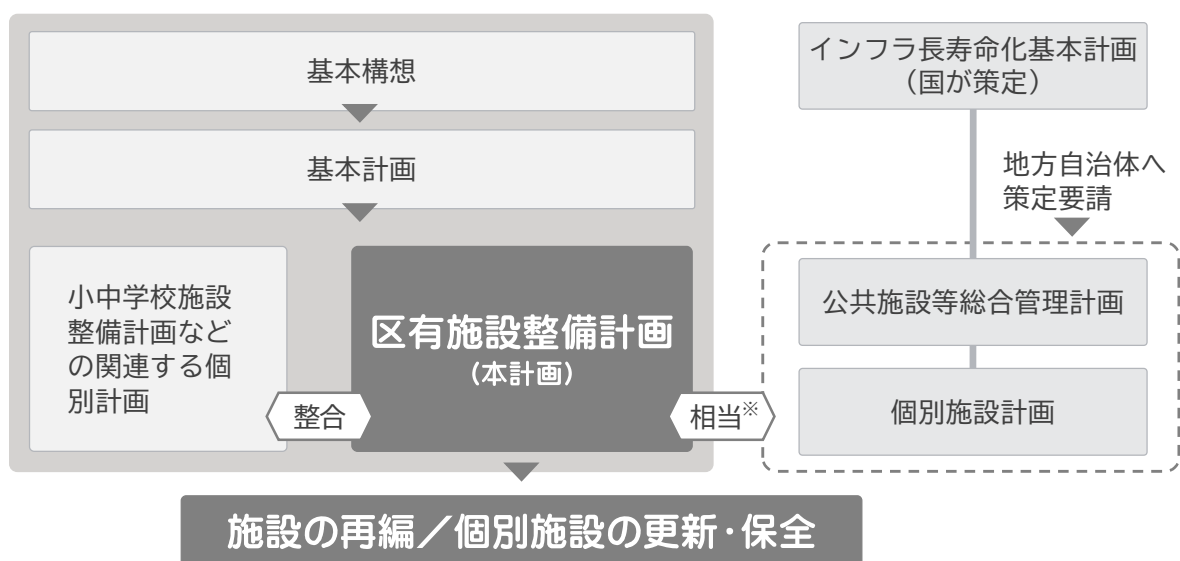 基本構想
基本計画
小中学校施設
整備計画など
の関連する個
別計画
整合
区有施設整備計画
（本計画）
相当※
インフラ長寿命化基本計画
（国が策定）
地方自治体へ
策定要請
公共施設等総合管理計画
個別施設計画
施設の再編／個別施設の更新・保全